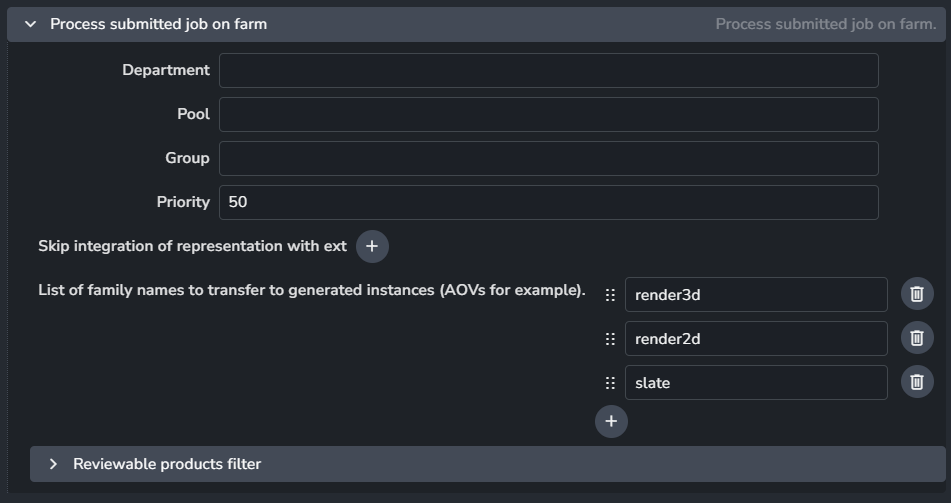 Process submitted job on farm
Process submitted job on farm.
Department
Pool
Group
Priority 50
Skip integration of representation with ext
List of family names to transfer to generated instances (AOVs for example).
render3d
render2d
slate
Reviewable products filter